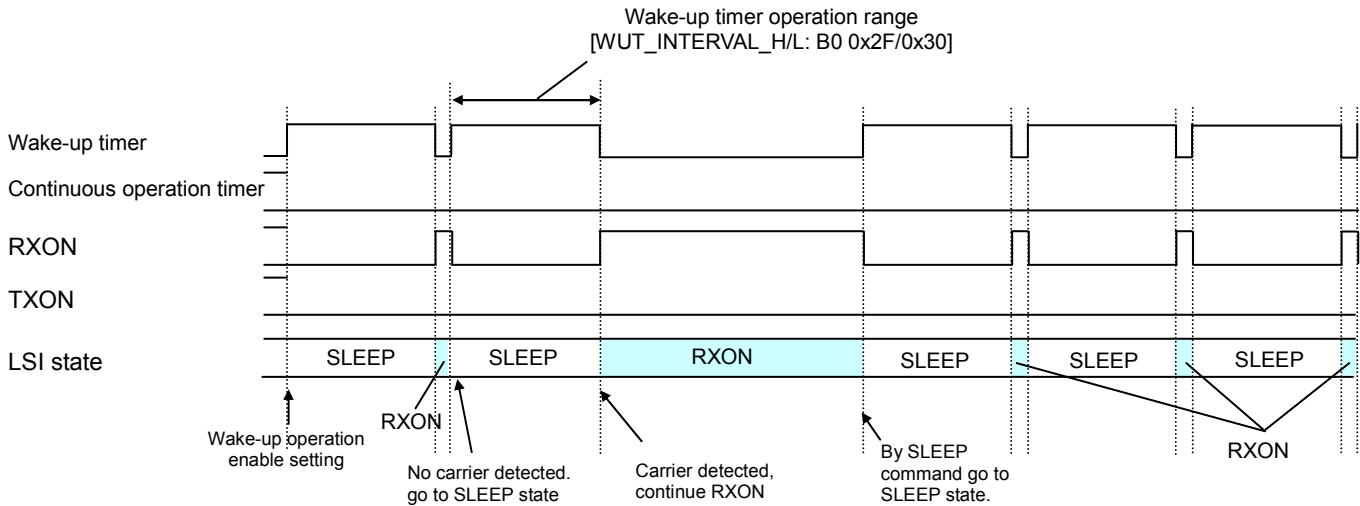 Wake-up timer operation range
[WUT_INTERVAL_H/L: B0 0x2F/0x30]
Wake-up timer
Continuous operation timer
RXON
TXON
LSI state
SLEEP
SLEEP
RXON
SLEEP
SLEEP
SLEEP
Wake-up operation
enable setting
RXON
No carrier detected.
go to SLEEP state
Carrier detected,
continue RXON
By SLEEP
command go to
SLEEP state.
RXON